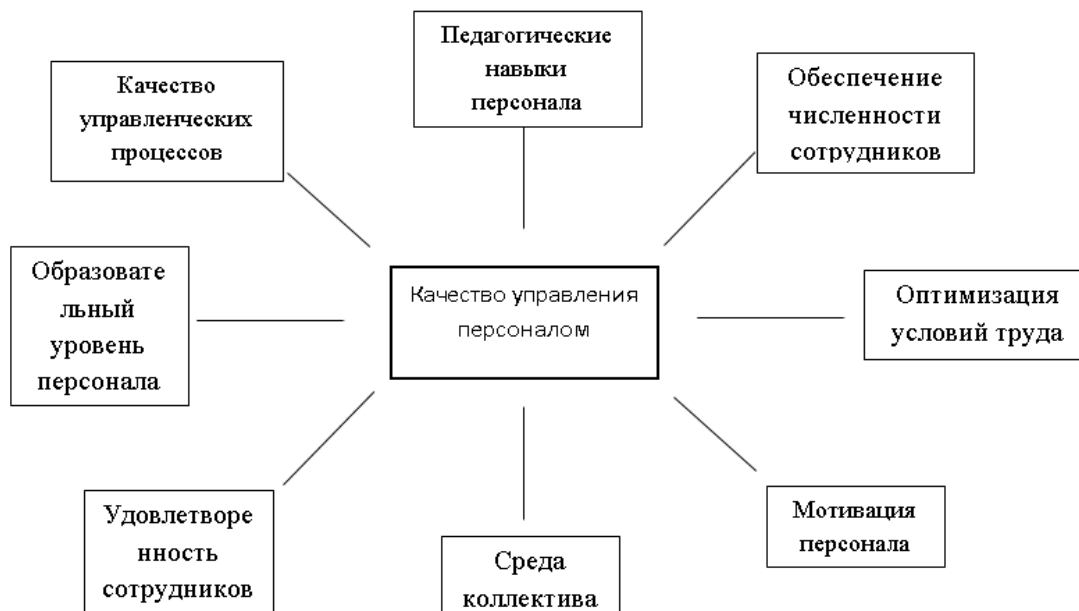 Педагогические
навыки
персонала
Качество
управленческих
процессов
Обеспечение
численности
сотрудников
Образовате
льный
уровень
персонала
Качество управления
персоналом
Оптимизация
условий труда
Удовлетворе
нность
сотрудников
Среда
коллектива
Мотивация
персонала